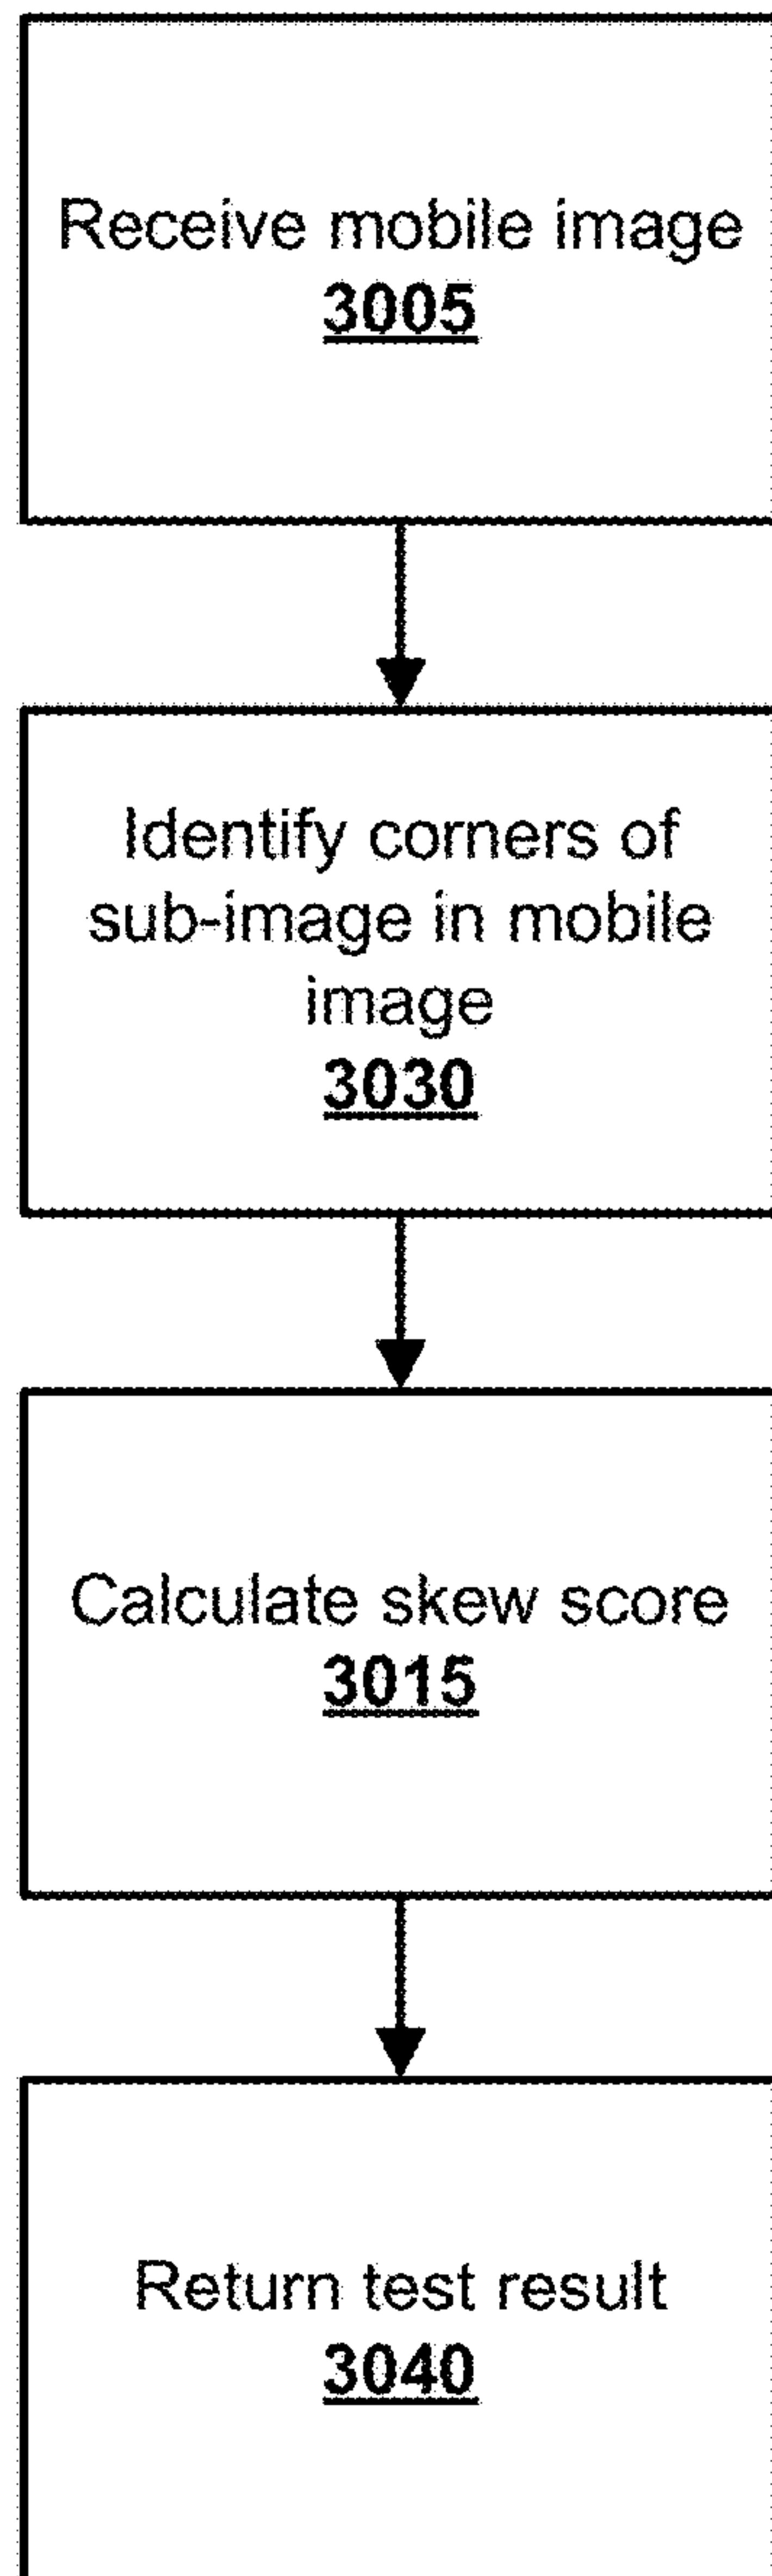 Receive mobile image
3005
Identify corners of
sub-image in mobile
image
3030
Calculate skew score
3015
Return test result
3040